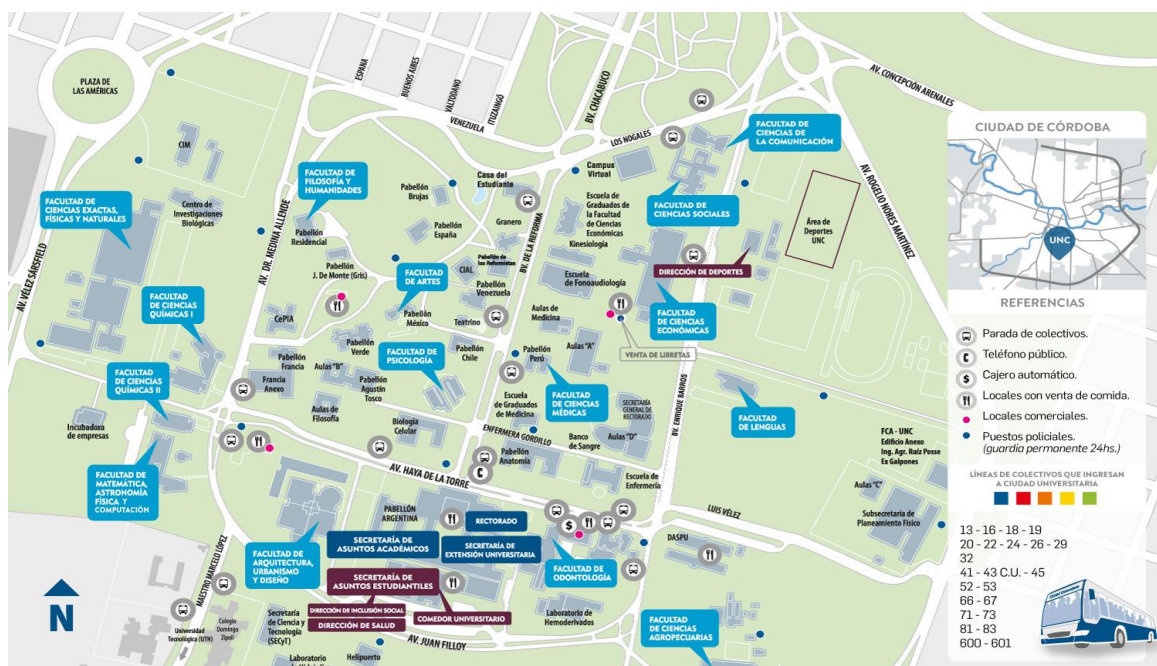 PLAZA DE
LAS AMÉRICAS
ESPAÑA
BUENOS AIRES
VALTODANO
ITUZAINGÓ
VENEZUELA
BV. CHACABUCO
LOS NOGALES
AV. CONCEPCIÓN ARENALES
AV. ROGELIO NORES MARTÍNEZ
FACULTAD DE
CIENCIAS DE
LA COMUNICACIÓN
CIM
Centro de
Investigaciones
Biológicas
FACULTAD DE
CIENCIAS EXACTAS,
FÍSICAS Y NATURALES
AV. VÉLEZ SÁRSFIELD
AV. DR. MEDINA ALLENDE
FACULTAD DE
FILOSOFÍA Y
HUMANIDADES
Pabellón
Residencial
Pabellón
J. De Monte (Gris)
Pabellón
Brujas
Pabellón
España
Casa del
Estudiante
Granero
Pabellón de
los Reformistas
CIAL
Pabellón
Venezuela
BV. DE LA REFORMA
Campus
Virtual
Escuela de
Graduados de
la Facultad de
Ciencias
Económicas
Kinesiología
Escuela
de Fonoaudiología
FACULTAD DE
CIENCIAS SOCIALES
DIRECCIÓN DE DEPORTES
Área de
Deportes
UNC
FACULTAD
DE ARTES
Pabellón
México
Teatrino
FACULTAD
DE CIENCIAS
QUÍMICAS I
CePIA
Pabellón
Verde
Pabellón
Francia
Aulas "B"
Francia
Anexo
Pabellón
Agustín
Tosco
FACULTAD DE
PSICOLOGÍA
Pabellón
Chile
Aulas de
Medicina
Aulas "A"
Pabellón
Perú
FACULTAD DE
CIENCIAS
ECONÓMICAS
VENTA DE LIBRETAS
FACULTAD
DE CIENCIAS
QUÍMICAS II
Incubadora
de empresas
Aulas de
Filosofía
Biología
Celular
Escuela
de Graduados
de Medicina
FACULTAD
DE CIENCIAS
MÉDICAS
SECRETARÍA
GENERAL DE
RECTORADO
ENFERMERA GORDILLO
Banco de
Sangre
Aulas "D"
BV. ENRIQUE BARROS
FACULTAD
DE LENGUAS
FCA - UNC
Edificio Anexo
Ing. Agr. Ruiz Posse
Ex Galpones
Pabellón
Anatomía
AV. HAYA DE LA TORRE
Escuela de
Enfermería
FACULTAD DE
MATEMÁTICA,
ASTRONOMÍA
FÍSICA Y
COMPUTACIÓN
Aulas "C"
Subsecretaría de
Planeamiento Físico
PABELLÓN
ARGENTINA
RECTORADO
SECRETARÍA DE
ASUNTOS ACADÉMICOS
SECRETARÍA DE
EXTENSIÓN UNIVERSITARIA
LUIS VÉLEZ
DASPU
FACULTAD DE
ARQUITECTURA,
URBANISMO
Y DISEÑO
FACULTAD DE
ODONTOLOGÍA
SECRETARÍA DE
ASUNTOS ESTUDIANTILES
DIRECCIÓN DE INCLUSIÓN SOCIAL
DIRECCIÓN DE SALUD
COMEDOR UNIVERSITARIO
MAESTRO MARCELO LÓPEZ
Universidad
Tecnológica (UTN)
Colegio
Domingo
Zipoli
Secretaría
de Ciencia y
Tecnología
(SECyT)
Laboratorio de
Hemoderivados
AV. JUAN FILLOY
FACULTAD
DE CIENCIAS
AGROPECUARIAS
Laboratorio
Helipuerto
N
CIUDAD DE CÓRDOBA
UNC
REFERENCIAS
Parada de colectivos.
C Teléfono público.
$ Cajero automático.
Locales con venta de comida.
Locales comerciales.
Puestos policiales.
(guardia permanente 24hs.)
LÍNEAS DE COLECTIVOS QUE INGRESAN
A CIUDAD UNIVERSITARIA
13 - 16 - 18 - 19
20 - 22 - 24 - 26 - 29
32
41 - 43 C.U. - 45
52 - 53
66 - 67
71 - 73
81 - 83
600 - 601
C
$